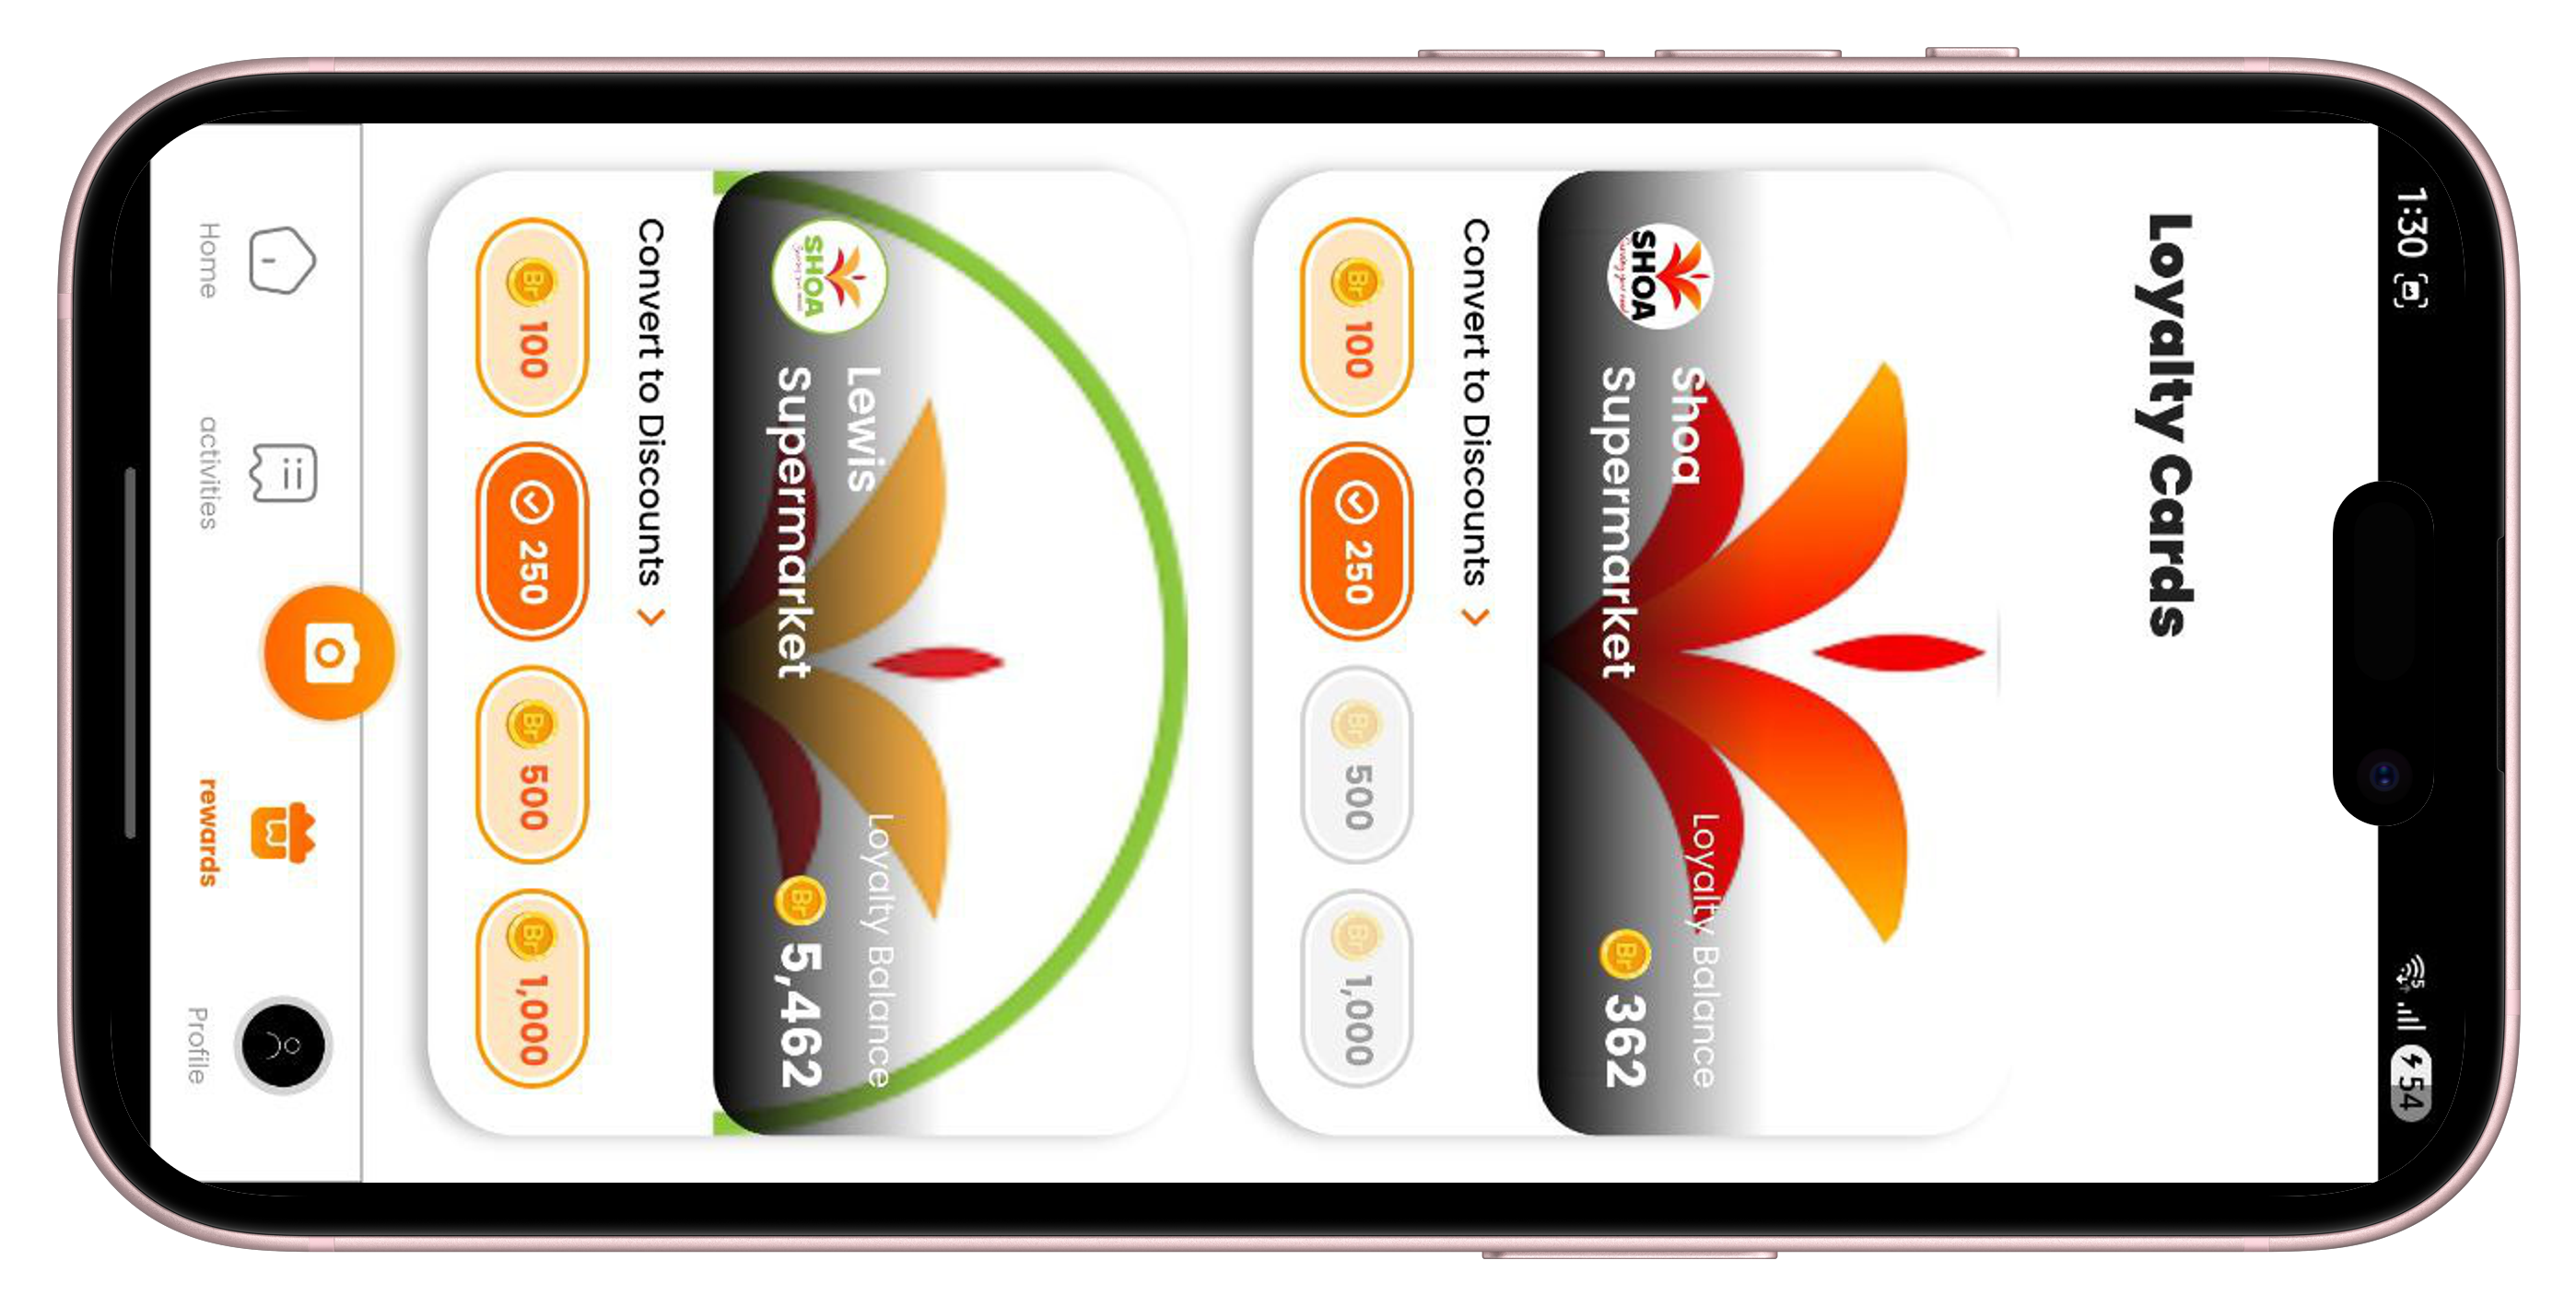 1:30
5
54
Loyalty Cards
SHOA
Shoa
Supermarket
Loyalty Balance
Br 362
Convert to Discounts >
Br 100
250
Br 500
Br 1,000
SHOA
Lewis
Supermarket
Loyalty Balance
Br 5,462
Convert to Discounts >
Br 100
250
Br 500
Br 1,000
Home
activities
rewards
Profile